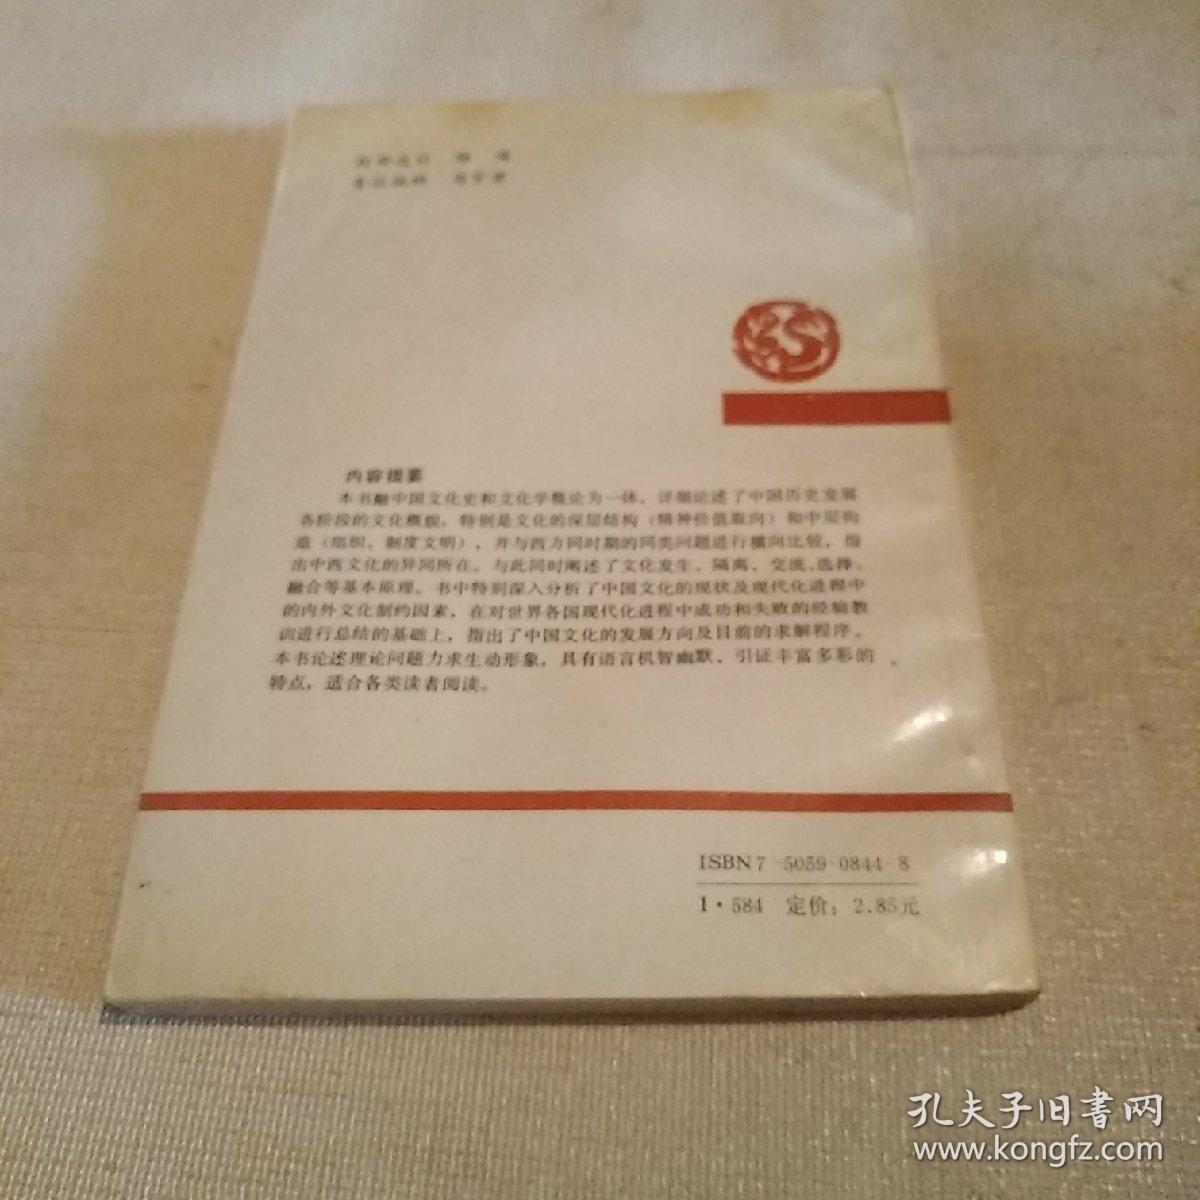 内容提要
本书融中国文化史和文化学概论为一体，详细论述了中国历史发展
各阶段的文化概貌，特别是文化的深层结构（精神价值取向）和中层构
造（组织、制度文明），并与西方同时期的同类问题进行横向比较，指
出中西文化的异同所在。与此同时阐述了文化发生、隔离、交流、选择、
融合等基本原理。书中特别深入分析了中国文化的现状及现代化进程中
的内外文化制约因素，在对世界各国现代化进程中成功和失败的经验教
训进行总结的基础上，指出了中国文化的发展方向及目前的求解程序。
本书论述理论问题力求生动形象，具有语言机智幽默、引证丰富多彩的
特点，适合各类读者阅读。
ISBN7-5059-0844-8
I·584 定价：2.85元
孔夫子旧书网
www.kongfz.com